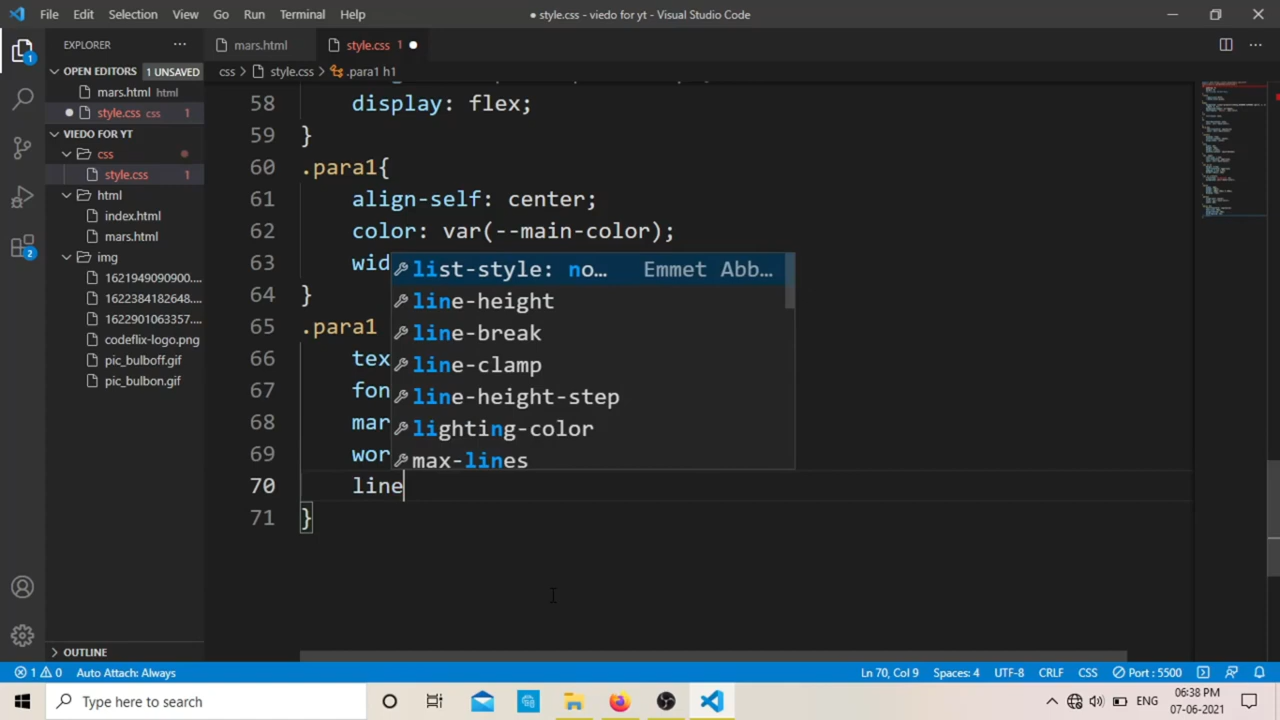 File Edit Selection View Go Run Terminal Help
● style.css - viedo for yt - Visual Studio Code
EXPLORER
mars.html
style.css 1
OPEN EDITORS 1 UNSAVED
css > style.css > .para1 h1
mars.html html
style.css css 1
VIEDO FOR YT
css
style.css 1
html
index.html
mars.html
img
1621949090900....
1622384182648....
1622901063357....
codeflix-logo.png
pic_bulboff.gif
pic_bulbon.gif
OUTLINE
58 display: flex;
59 }
60 .para1{
61 align-self: center;
62 color: var(--main-color);
63 wid
64 }
65 .para1
66 tex
67 fon
68 mar
69 wor
70 line
71 }
list-style: no… Emmet Abb…
line-height
line-break
line-clamp
line-height-step
lighting-color
max-lines
1 0 Auto Attach: Always
Ln 70, Col 9 Spaces: 4 UTF-8 CRLF CSS Port : 5500
1
2
Type here to search
ENG
06:38 PM
07-06-2021